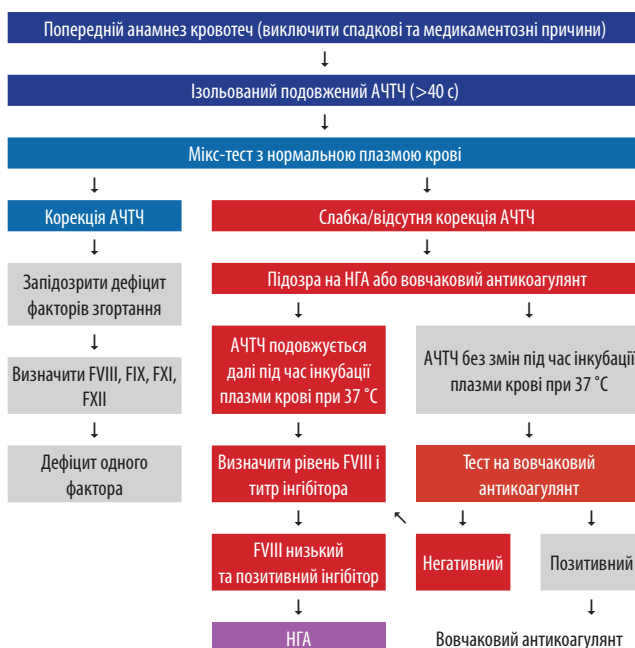 Попередній анамнез кровотеч (виключити спадкові та медикаментозні причини)
↓
Ізольований подовжений АЧТЧ (>40 с)
↓
Мікс-тест з нормальною плазмою крові
↓ ↓
Корекція АЧТЧ
Слабка/відсутня корекція АЧТЧ
↓ ↓
Запідозрити дефіцит
факторів згортання
Підозра на НГА або вовчаковий антикоагулянт
↓ ↓ ↓
Визначити FVIII, FIX, FXI,
FXII
АЧТЧ подовжується
далі під час інкубації
плазми крові при 37 ˚C
АЧТЧ без змін під час інкубації
плазми крові при 37 ˚C
↓ ↓ ↓
Дефіцит одного
фактора
Визначити рівень FVIII і
титр інгібітора
Тест на вовчаковий
антикоагулянт
↓ ↖ ↓ ↓
FVIII низький
та позитивний інгібітор
Негативний
Позитивний
↓ ↓
НГА
Вовчаковий антикоагулянт